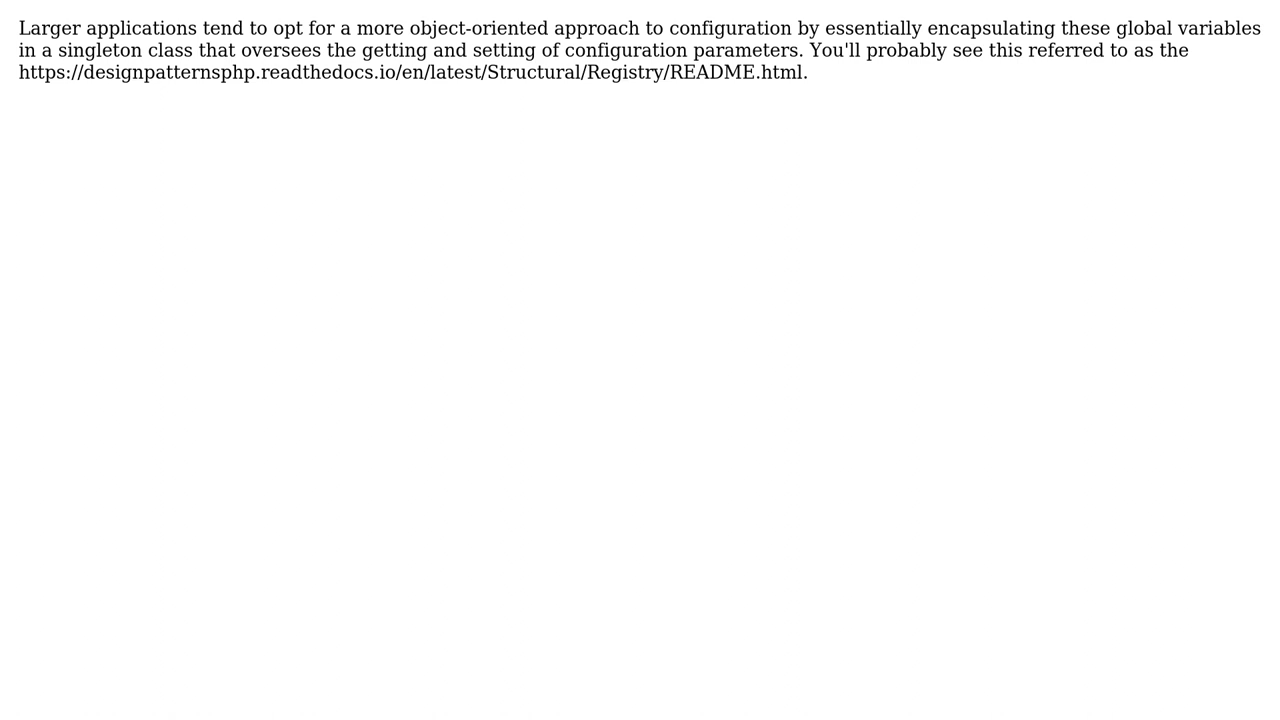 Larger applications tend to opt for a more object-oriented approach to configuration by essentially encapsulating these global variables
in a singleton class that oversees the getting and setting of configuration parameters. You'll probably see this referred to as the
https://designpatternsphp.readthedocs.io/en/latest/Structural/Registry/README.html.